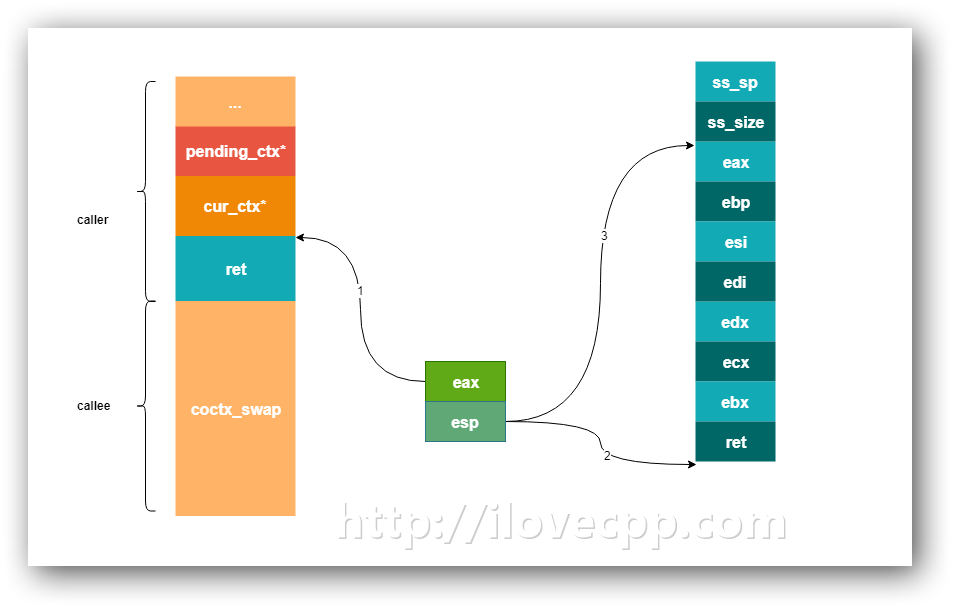 caller
callee
...
pending_ctx*
cur_ctx*
ret
coctx_swap
1
eax
esp
3
2
ss_sp
ss_size
eax
ebp
esi
edi
edx
ecx
ebx
ret
http://ilovecpp.com